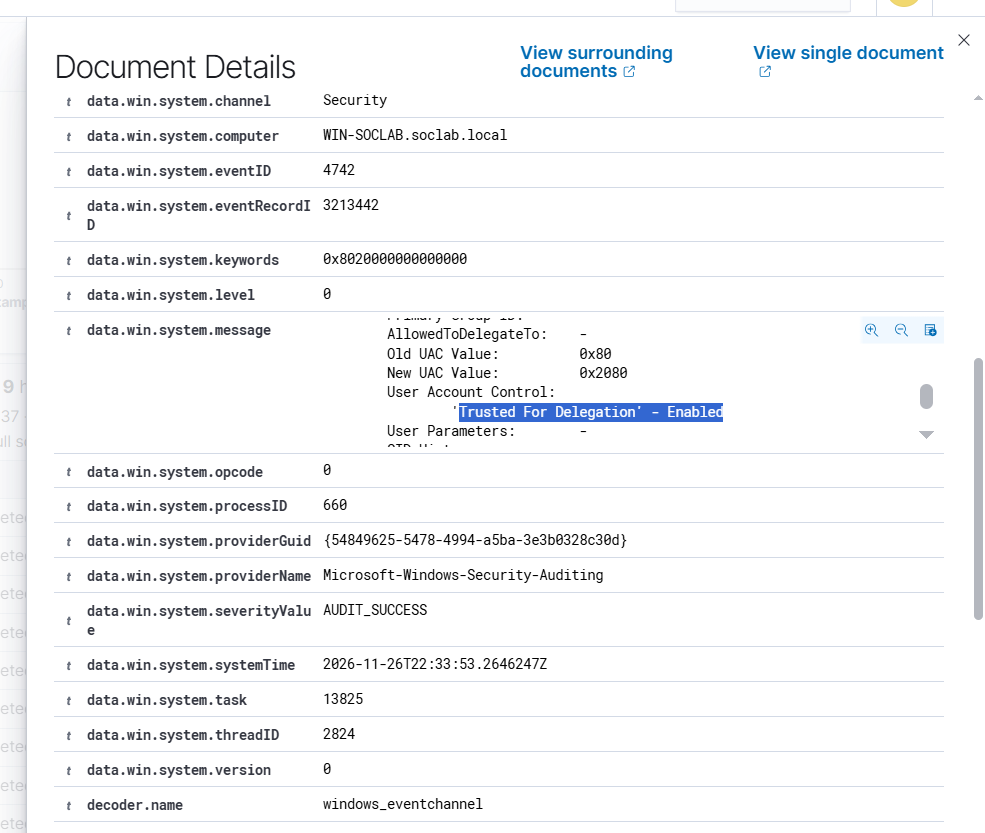 Document Details
View surrounding documents
View single document
t data.win.system.channel Security
t data.win.system.computer WIN-SOCLAB.soclab.local
t data.win.system.eventID 4742
t data.win.system.eventRecordID 3213442
t data.win.system.keywords 0x8020000000000000
t data.win.system.level 0
t data.win.system.message
AllowedToDelegateTo: -
Old UAC Value: 0x80
New UAC Value: 0x2080
User Account Control:
'Trusted For Delegation' - Enabled
User Parameters: -
t data.win.system.opcode 0
t data.win.system.processID 660
t data.win.system.providerGuid {54849625-5478-4994-a5ba-3e3b0328c30d}
t data.win.system.providerName Microsoft-Windows-Security-Auditing
t data.win.system.severityValue AUDIT_SUCCESS
t data.win.system.systemTime 2026-11-26T22:33:53.2646247Z
t data.win.system.task 13825
t data.win.system.threadID 2824
t data.win.system.version 0
t decoder.name windows_eventchannel